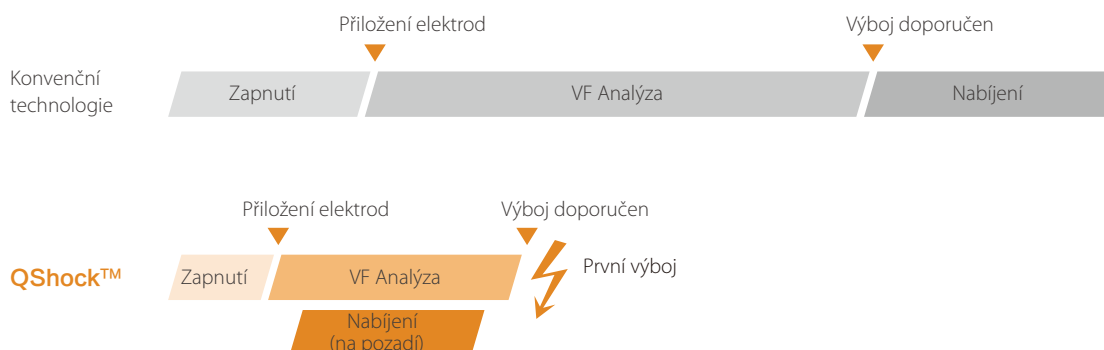 Přiložení elektrod
Výboj doporučen
Konvenční
technologie
Zapnutí
VF Analýza
Nabíjení
Přiložení elektrod
Výboj doporučen
QShock™
Zapnutí
VF Analýza
První výboj
Nabíjení
(na pozadí)